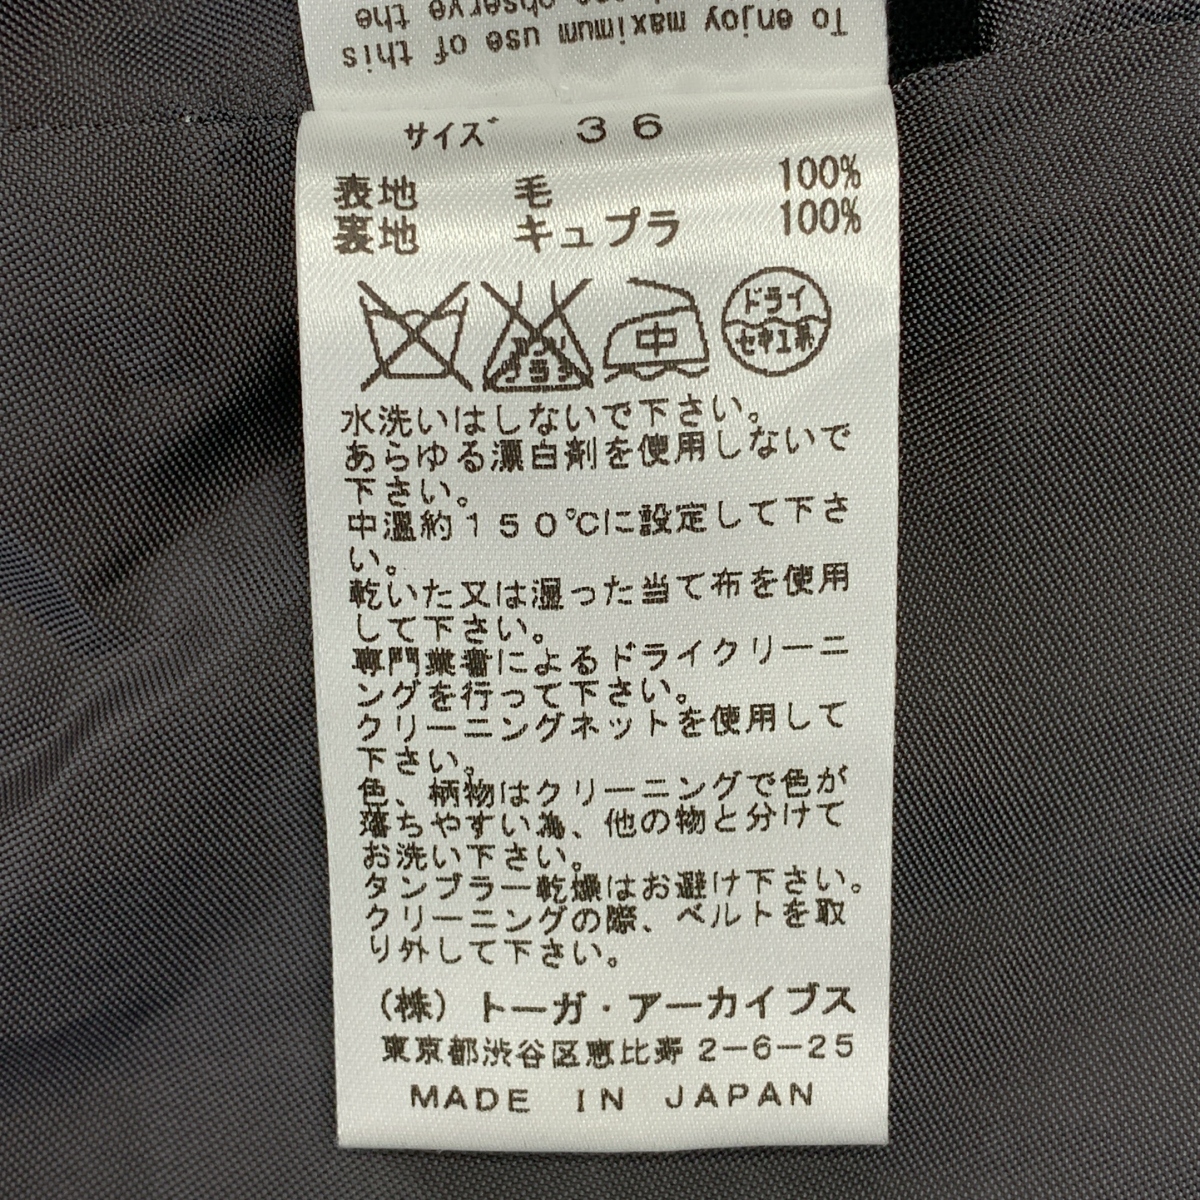 To enjoy maximum use of this
observe the
サイズ 36
表地 毛 100%
裏地 キュプラ 100%
中
ドライ
セキユ系
水洗いはしないで下さい。
あらゆる漂白剤を使用しないで
下さい。
中温約150℃に設定して下さ
い。
乾いた又は湿った当て布を使用
して下さい。
専門業者によるドライクリーニ
ングを行って下さい。
クリーニングネットを使用して
下さい。
色、柄物はクリーニングで色が
落ちやすい為、他の物と分けて
お洗い下さい。
タンブラー乾燥はお避け下さい。
クリーニングの際、ベルトを取
り外して下さい。
(株)トーガ・アーカイブス
東京都渋谷区恵比寿2-6-25
MADE IN JAPAN